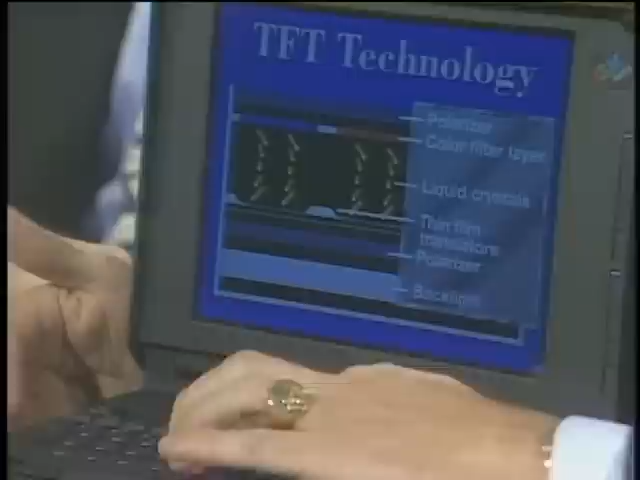 TFT Technology
Polarizer
Color filter layer
Liquid crystals
Thin film
transistors
Polarizer
Backlight